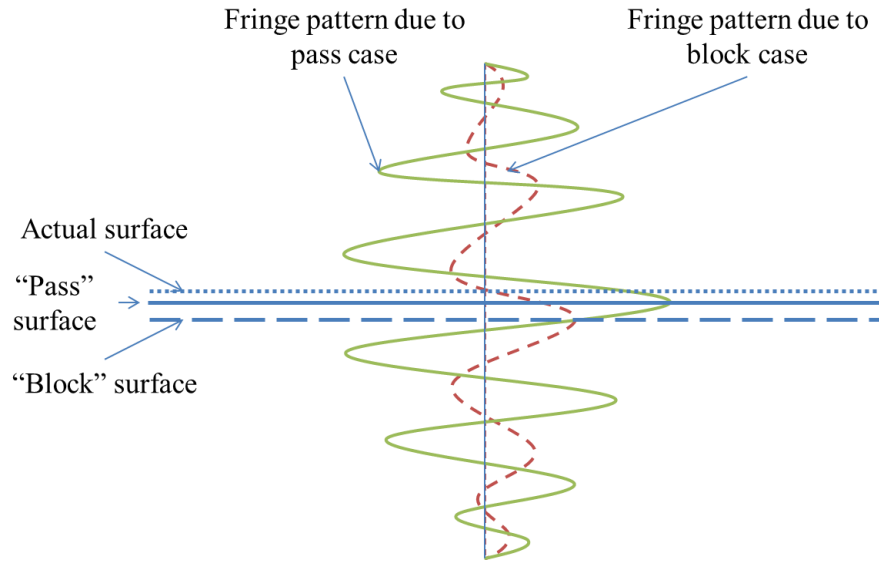 Fringe pattern due to
pass case
Fringe pattern due to
block case
Actual surface
“Pass”
surface
“Block” surface